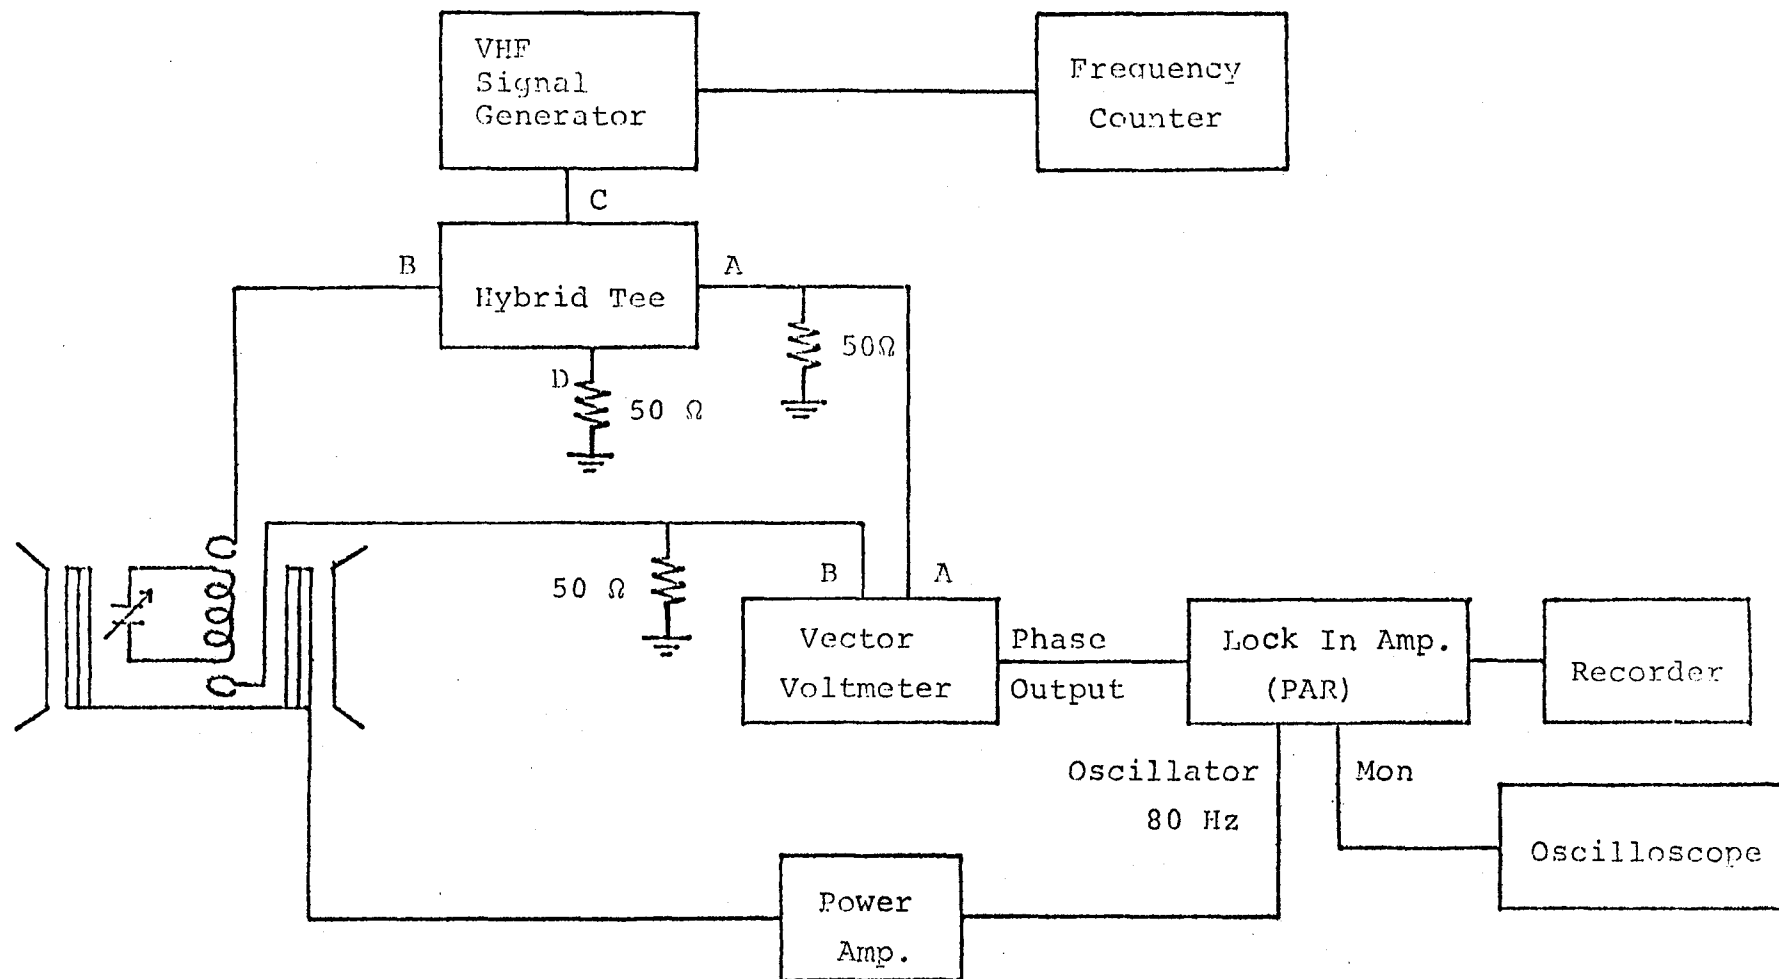 VHF
Signal
Generator
Frequency
Counter
C
B
A
Hybrid Tee
50Ω
D
50 Ω
50 Ω
B
A
Vector
Voltmeter
Phase
Output
Lock In Amp.
(PAR)
Recorder
Oscillator
80 Hz
Mon
Oscilloscope
Power
Amp.